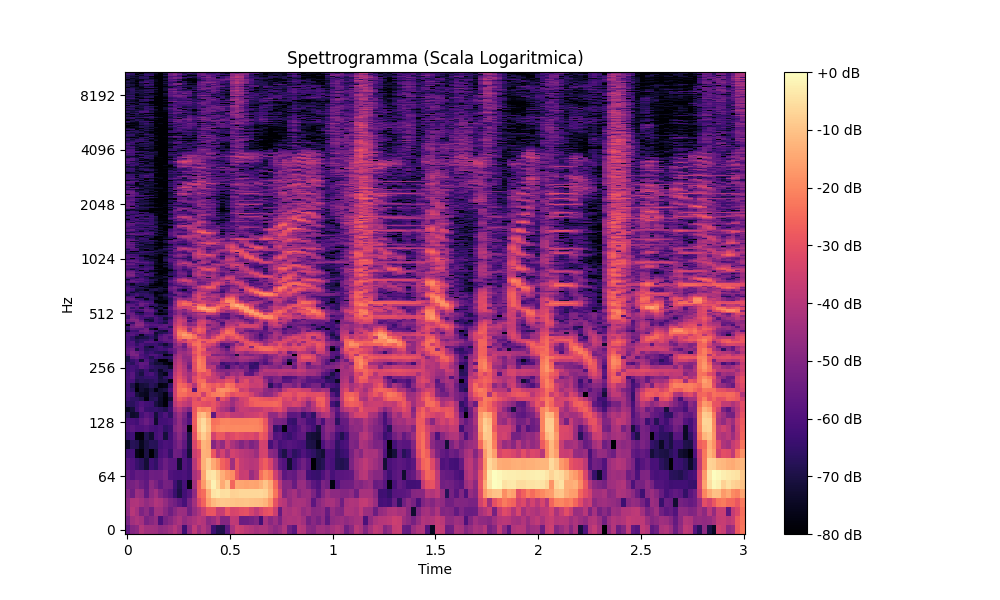 Spettrogramma (Scala Logaritmica)
Hz
8192
4096
2048
1024
512
256
128
64
0
0
0.5
1
1.5
2
2.5
3
Time
+0 dB
-10 dB
-20 dB
-30 dB
-40 dB
-50 dB
-60 dB
-70 dB
-80 dB